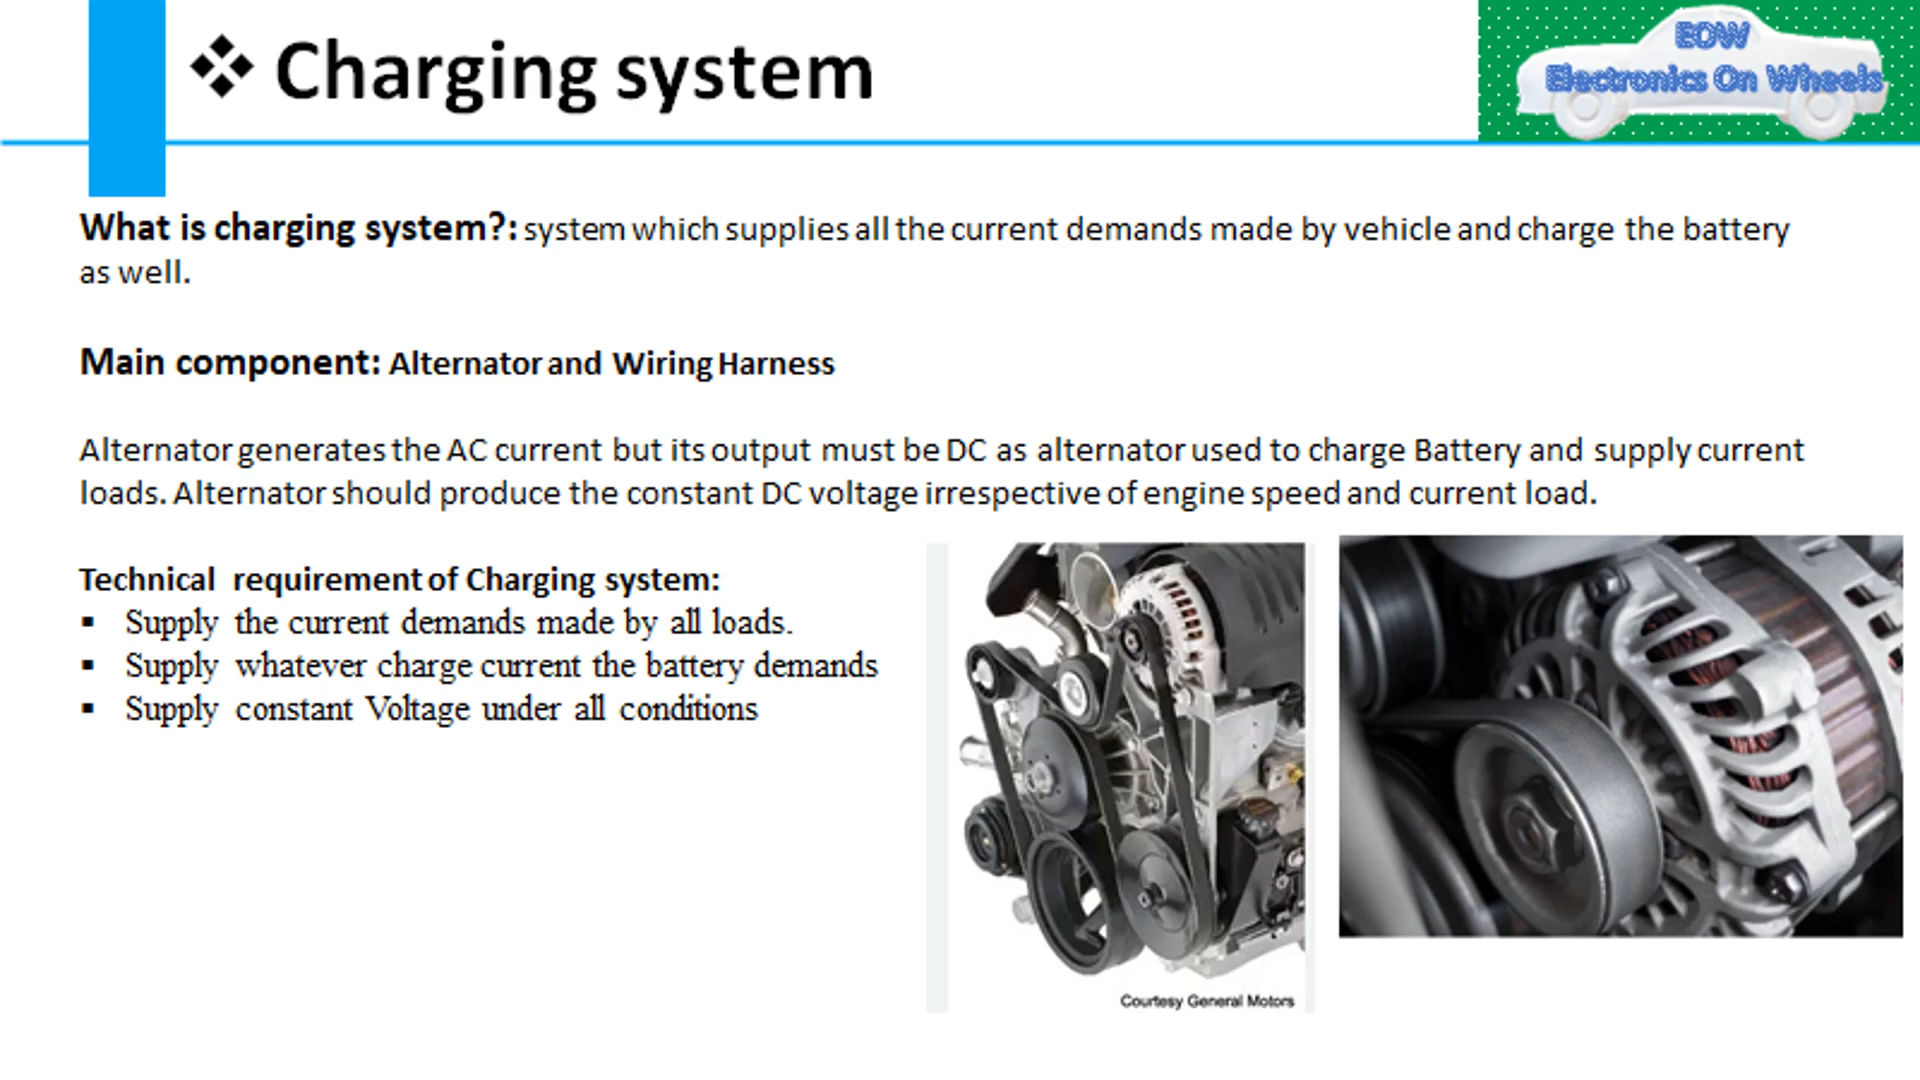 ❖ Charging system
EOW
Electronics On Wheels
What is charging system?: system which supplies all the current demands made by vehicle and charge the battery
as well.
Main component: Alternator and Wiring Harness
Alternator generates the AC current but its output must be DC as alternator used to charge Battery and supply current
loads. Alternator should produce the constant DC voltage irrespective of engine speed and current load.
Technical requirement of Charging system:
▪ Supply the current demands made by all loads.
▪ Supply whatever charge current the battery demands
▪ Supply constant Voltage under all conditions
Courtesy General Motors